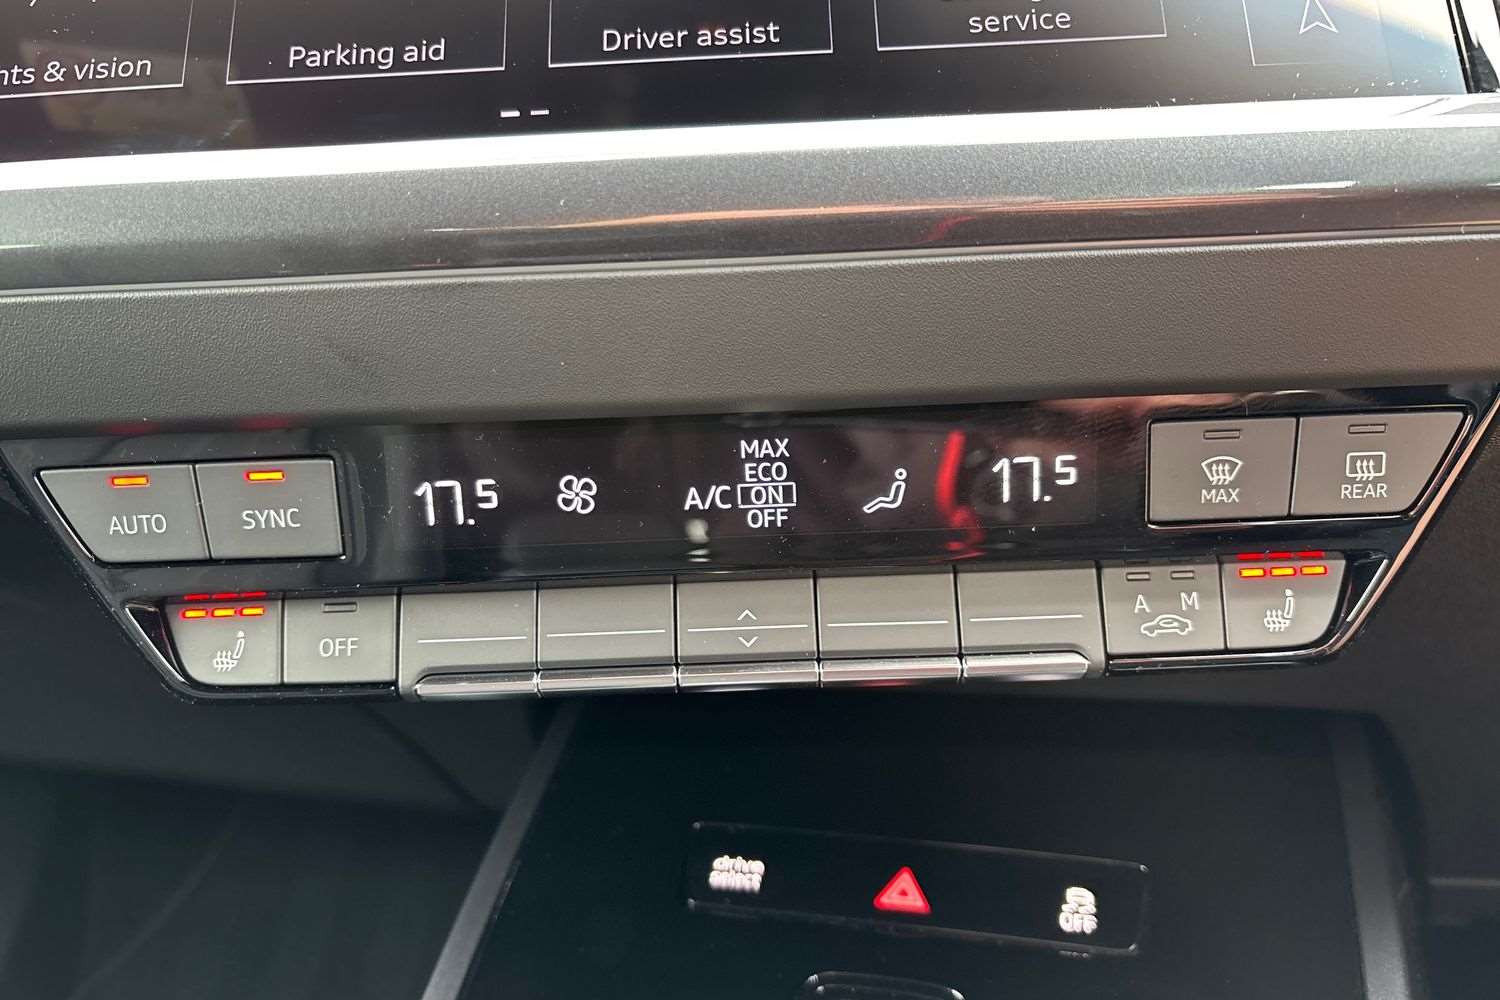 nts & vision
Parking aid
Driver assist
service
AUTO
SYNC
17.5
A/C
MAX
ECO
ON
OFF
17.5
MAX
REAR
OFF
A M
drive
select
OFF